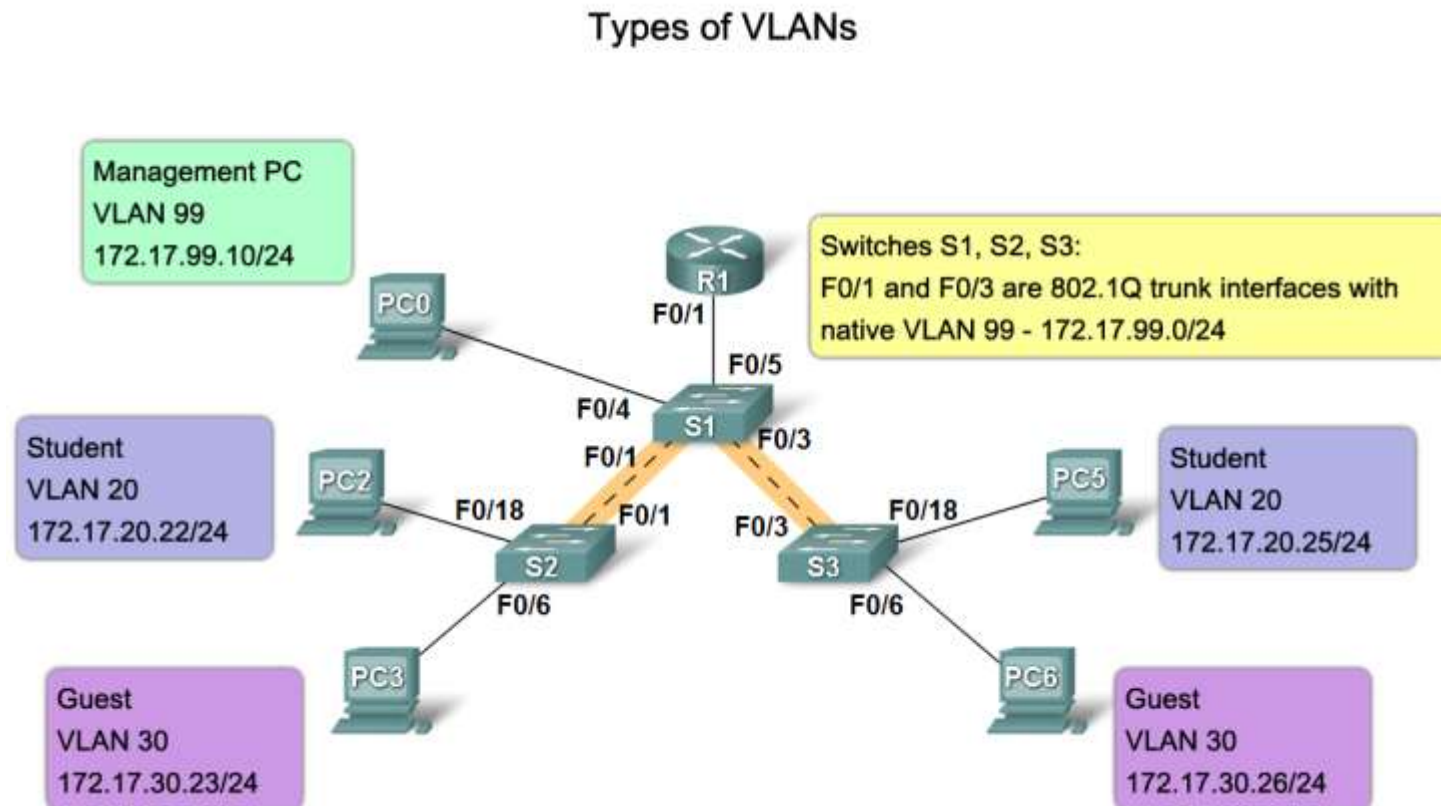 Types of VLANs
Management PC
VLAN 99
172.17.99.10/24
PC0
R1
F0/1
Switches S1, S2, S3:
F0/1 and F0/3 are 802.1Q trunk interfaces with
native VLAN 99 - 172.17.99.0/24
F0/5
F0/4
S1
F0/3
F0/1
Student
VLAN 20
172.17.20.22/24
PC2
F0/18
F0/1
S2
F0/6
F0/3
F0/18
S3
F0/6
PC5
Student
VLAN 20
172.17.20.25/24
Guest
VLAN 30
172.17.30.23/24
PC3
PC6
Guest
VLAN 30
172.17.30.26/24